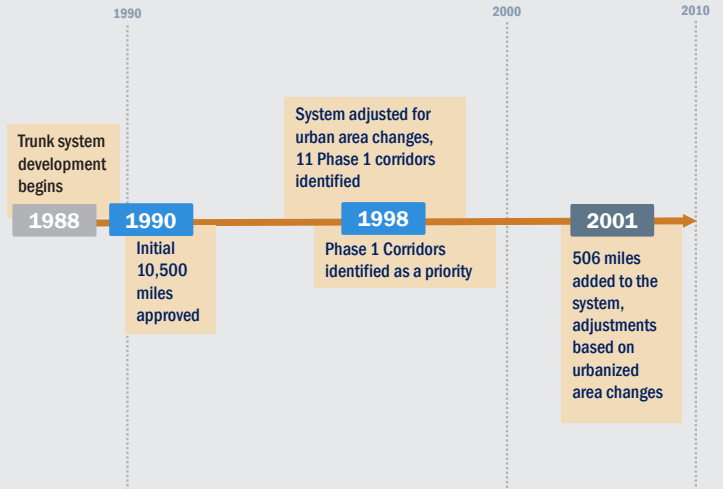 1990
2000
2010
Trunk system
development
begins
System adjusted for
urban area changes,
11 Phase 1 corridors
identified
1988
1990
1998
2001
Initial
10,500
miles
approved
Phase 1 Corridors
identified as a priority
506 miles
added to the
system,
adjustments
based on
urbanized
area changes